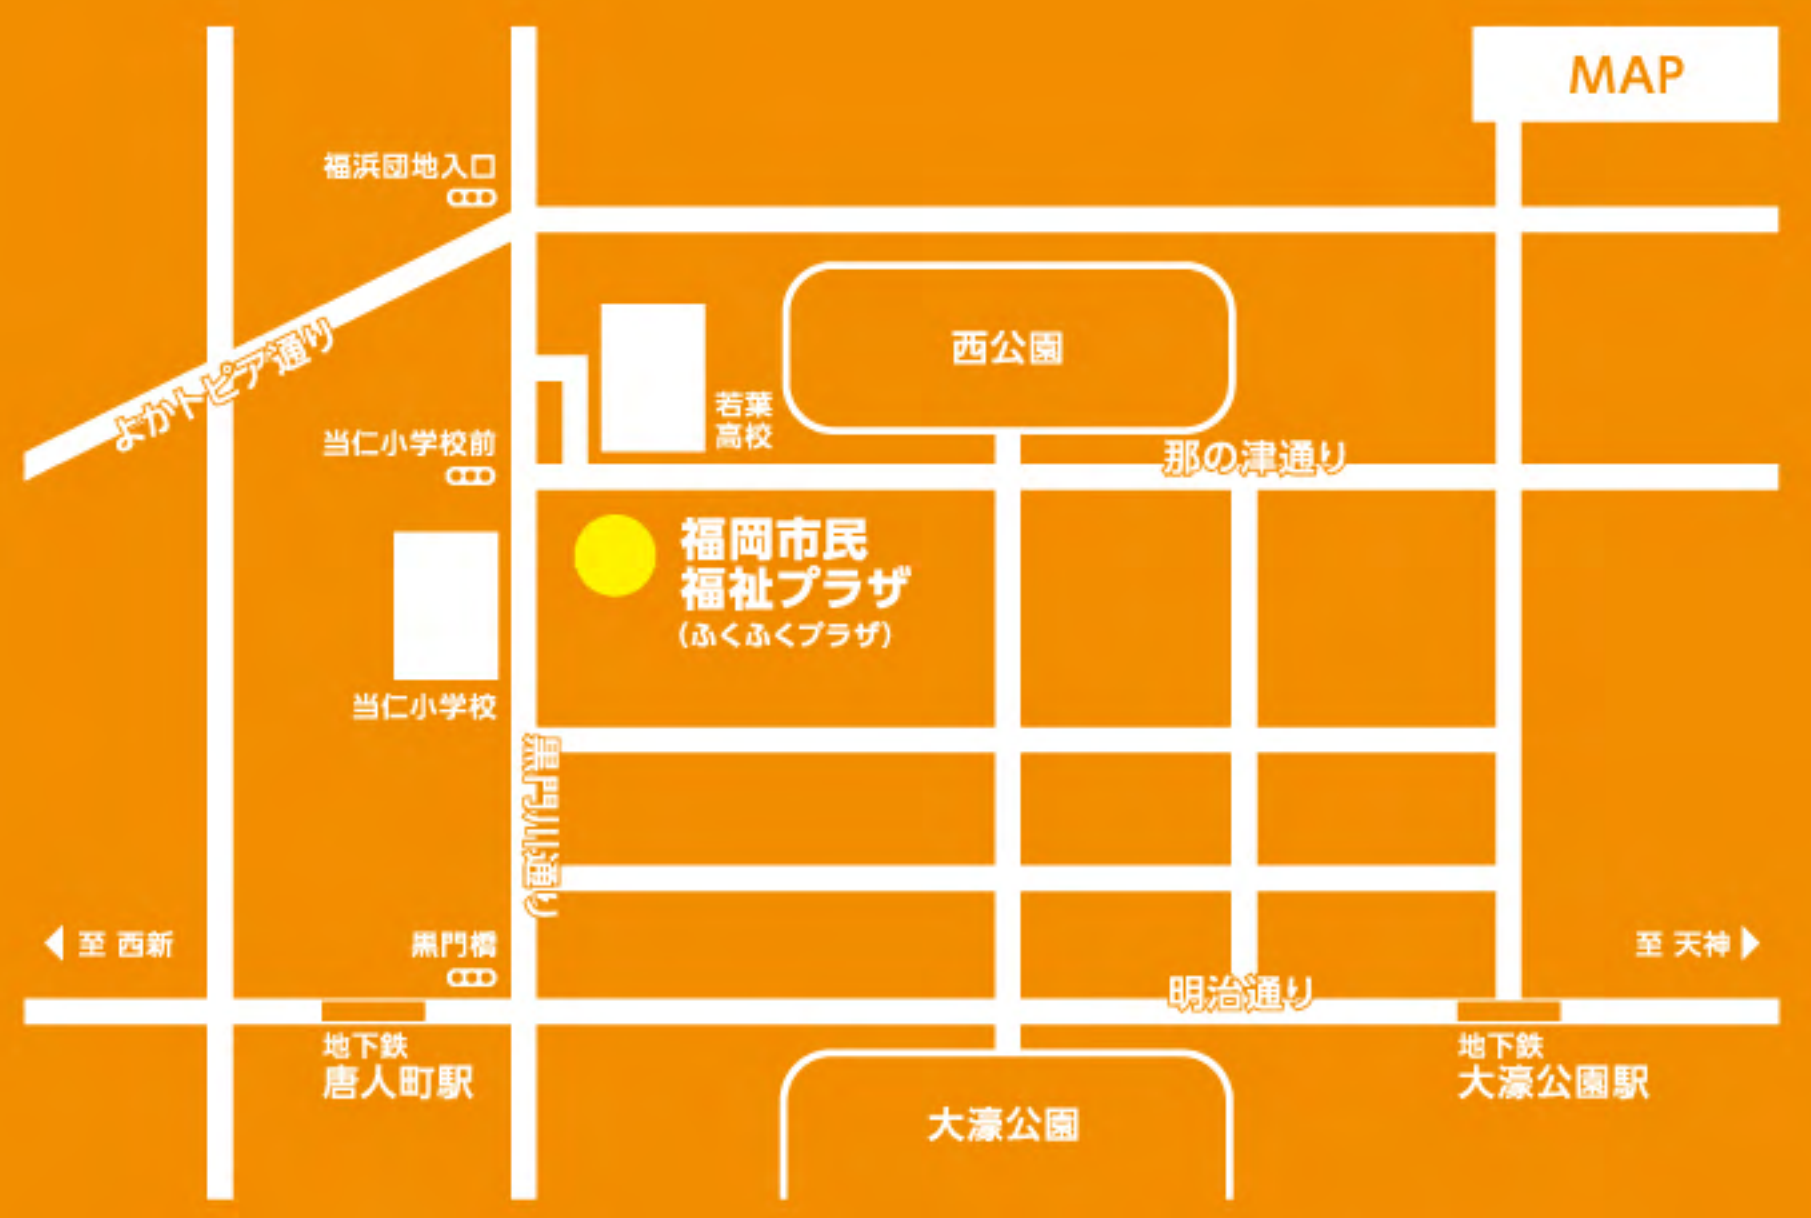 MAP
福浜団地入口
西公園
よかトピア通り
若葉
高校
当仁小学校前
那の津通り
福岡市民
福祉プラザ
（ふくふくプラザ）
当仁小学校
黒門川通り
至 西新
黒門橋
至 天神
明治通り
地下鉄
唐人町駅
地下鉄
大濠公園駅
大濠公園